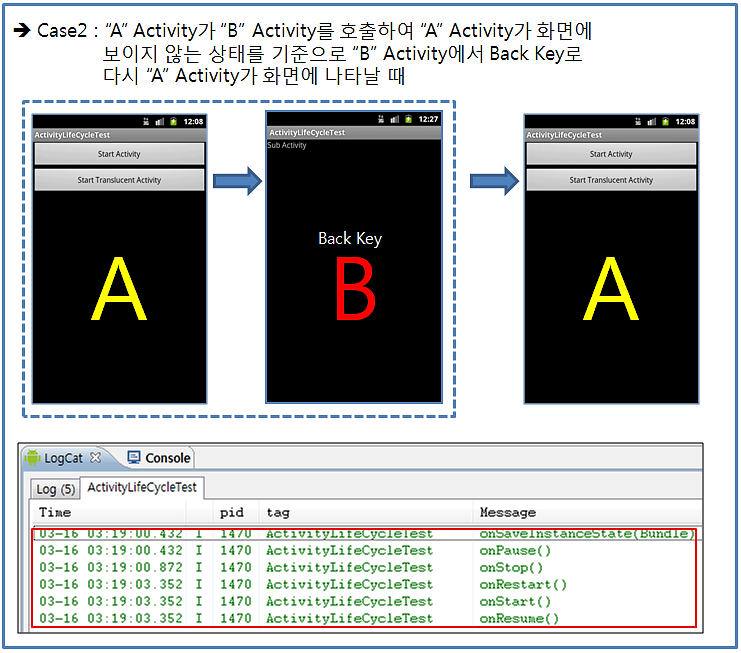 ➔ Case2 : “A” Activity가 “B” Activity를 호출하여 “A” Activity가 화면에
보이지 않는 상태를 기준으로 “B” Activity에서 Back Key로
다시 “A” Activity가 화면에 나타날 때
12:08
ActivityLifeCycleTest
Start Activity
Start Translucent Activity
A
12:27
ActivityLifeCycleTest
Sub Activity
Back Key
B
12:08
ActivityLifeCycleTest
Start Activity
Start Translucent Activity
A
LogCat Console
Log (5) ActivityLifeCycleTest
Time pid tag Message
03-16 03:19:00.432 I 1470 ActivityLifeCycleTest onSaveInstanceState(Bundle)
03-16 03:19:00.432 I 1470 ActivityLifeCycleTest onPause()
03-16 03:19:00.872 I 1470 ActivityLifeCycleTest onStop()
03-16 03:19:03.352 I 1470 ActivityLifeCycleTest onRestart()
03-16 03:19:03.352 I 1470 ActivityLifeCycleTest onStart()
03-16 03:19:03.352 I 1470 ActivityLifeCycleTest onResume()